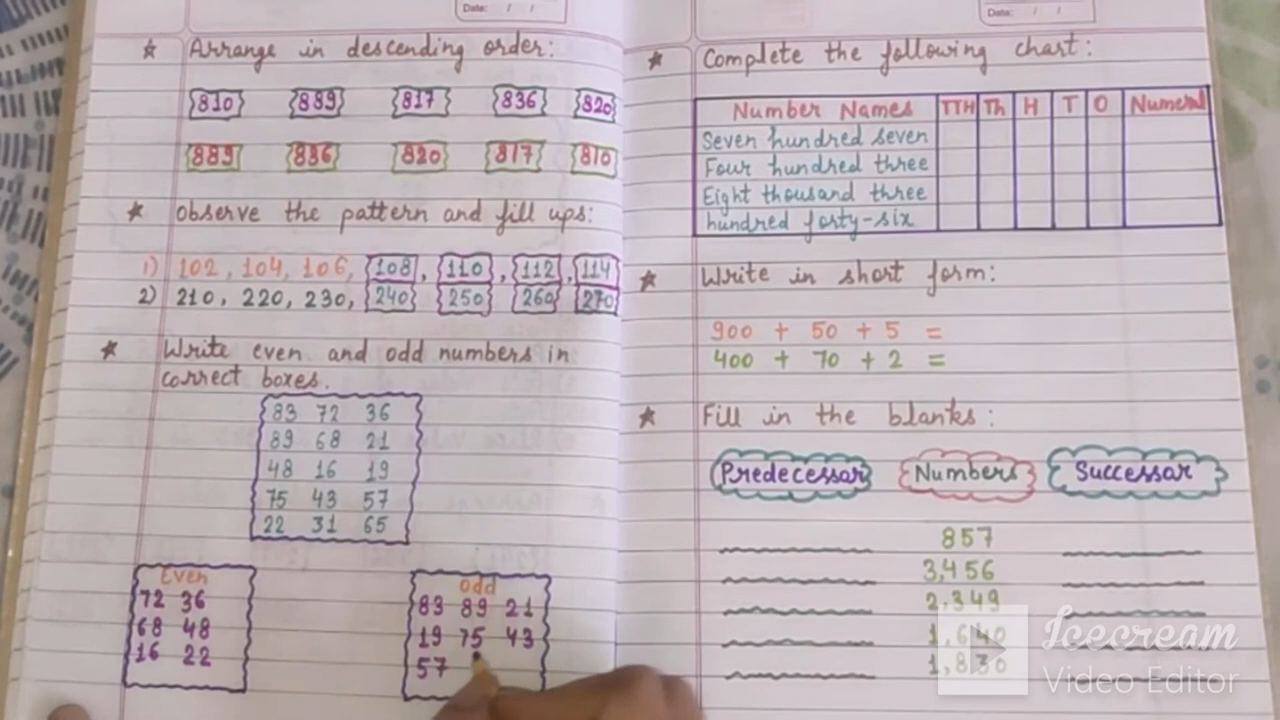 Date: / /
* Arrange in descending order:
810 889 817 836 820
889 836 820 817 810
* Observe the pattern and fill ups:
1) 102, 104, 106, 108, 110, 112, 114
2) 210, 220, 230, 240 250 260 270
* Write even and odd numbers in
correct boxes.
83 72 36
89 68 21
48 16 19
75 43 57
22 31 65
Even
72 36
68 48
16 22
Odd
83 89 21
19 75 43
57
Date: / /
* Complete the following chart:
Number Names TTH Th H T O Numeral
Seven hundred seven
Four hundred three
Eight thousand three
hundred forty-six
* Write in short form:
900 + 50 + 5 =
400 + 70 + 2 =
* Fill in the blanks:
Predecessor Numbers Successar
857
3,456
2,349
1,640
1,830
Icecream
Video Editor